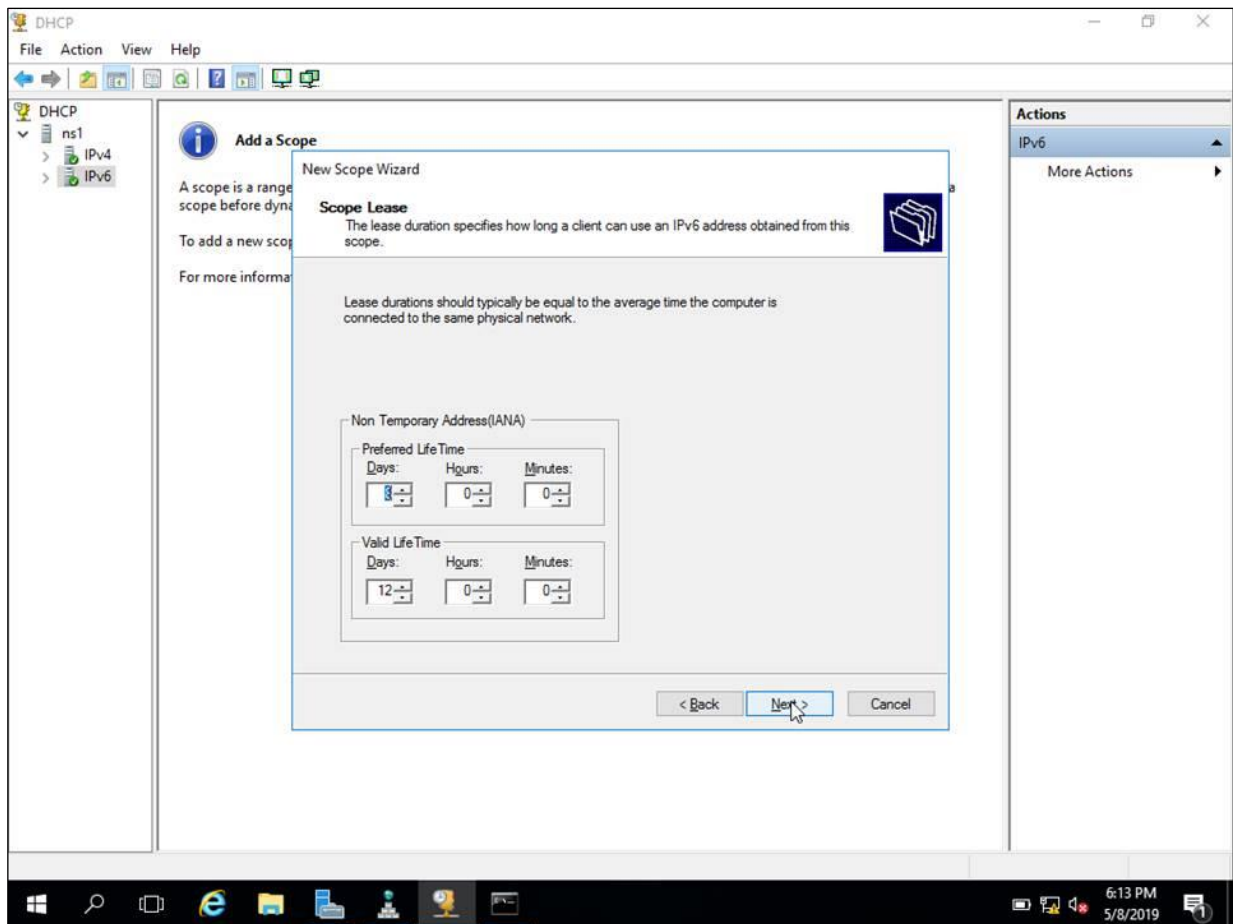 DHCP
File Action View Help
DHCP
ns1
IPv4
IPv6
Add a Scope
A scope is a range
a
scope before dyna
To add a new scop
For more informa
New Scope Wizard
Scope Lease
The lease duration specifies how long a client can use an IPv6 address obtained from this
scope.
Lease durations should typically be equal to the average time the computer is
connected to the same physical network.
Non Temporary Address(IANA)
Preferred Life Time
Days: Hours: Minutes:
8 0 0
Valid Life Time
Days: Hours: Minutes:
12 0 0
< Back Next > Cancel
Actions
IPv6
More Actions
6:13 PM
5/8/2019
1